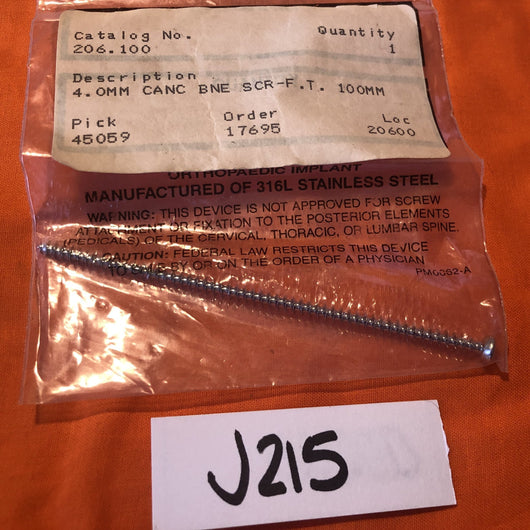 Catalog No. Quantity
206.100 1
Description
4.0MM CANC BNE SCR-F.T. 100MM
Pick Order Loc
45059 17695 20600
ORTHOPAEDIC IMPLANT
MANUFACTURED OF 316L STAINLESS STEEL
WARNING: THIS DEVICE IS NOT APPROVED FOR SCREW
ATTACHMENT OR FIXATION TO THE POSTERIOR ELEMENTS
(PEDICALS) OF THE CERVICAL, THORACIC, OR LUMBAR SPINE.
CAUTION: FEDERAL LAW RESTRICTS THIS DEVICE
TO BY OR ON THE ORDER OF A PHYSICIAN
J215